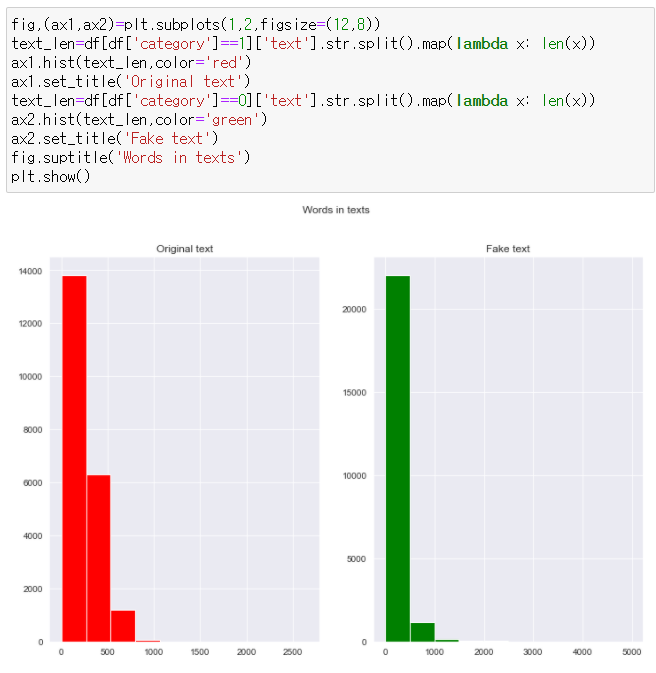 fig,(ax1,ax2)=plt.subplots(1,2,figsize=(12,8))
text_len=df[df['category']==1]['text'].str.split().map(lambda x: len(x))
ax1.hist(text_len,color='red')
ax1.set_title('Original text')
text_len=df[df['category']==0]['text'].str.split().map(lambda x: len(x))
ax2.hist(text_len,color='green')
ax2.set_title('Fake text')
fig.suptitle('Words in texts')
plt.show()
Words in texts
Original text
14000
12000
10000
8000
6000
4000
2000
0
0 500 1000 1500 2000 2500
Fake text
20000
15000
10000
5000
0
0 1000 2000 3000 4000 5000